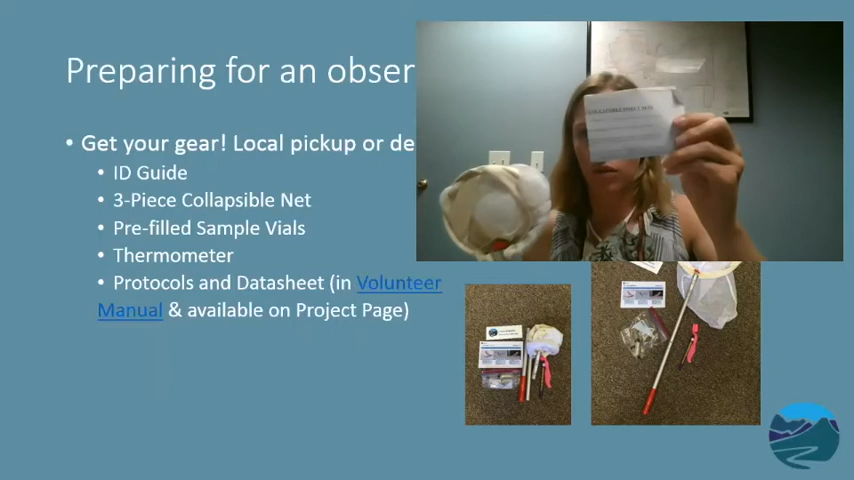 Preparing for an obser
• Get your gear! Local pickup or de
• ID Guide
• 3-Piece Collapsible Net
• Pre-filled Sample Vials
• Thermometer
• Protocols and Datasheet (in Volunteer
Manual & available on Project Page)